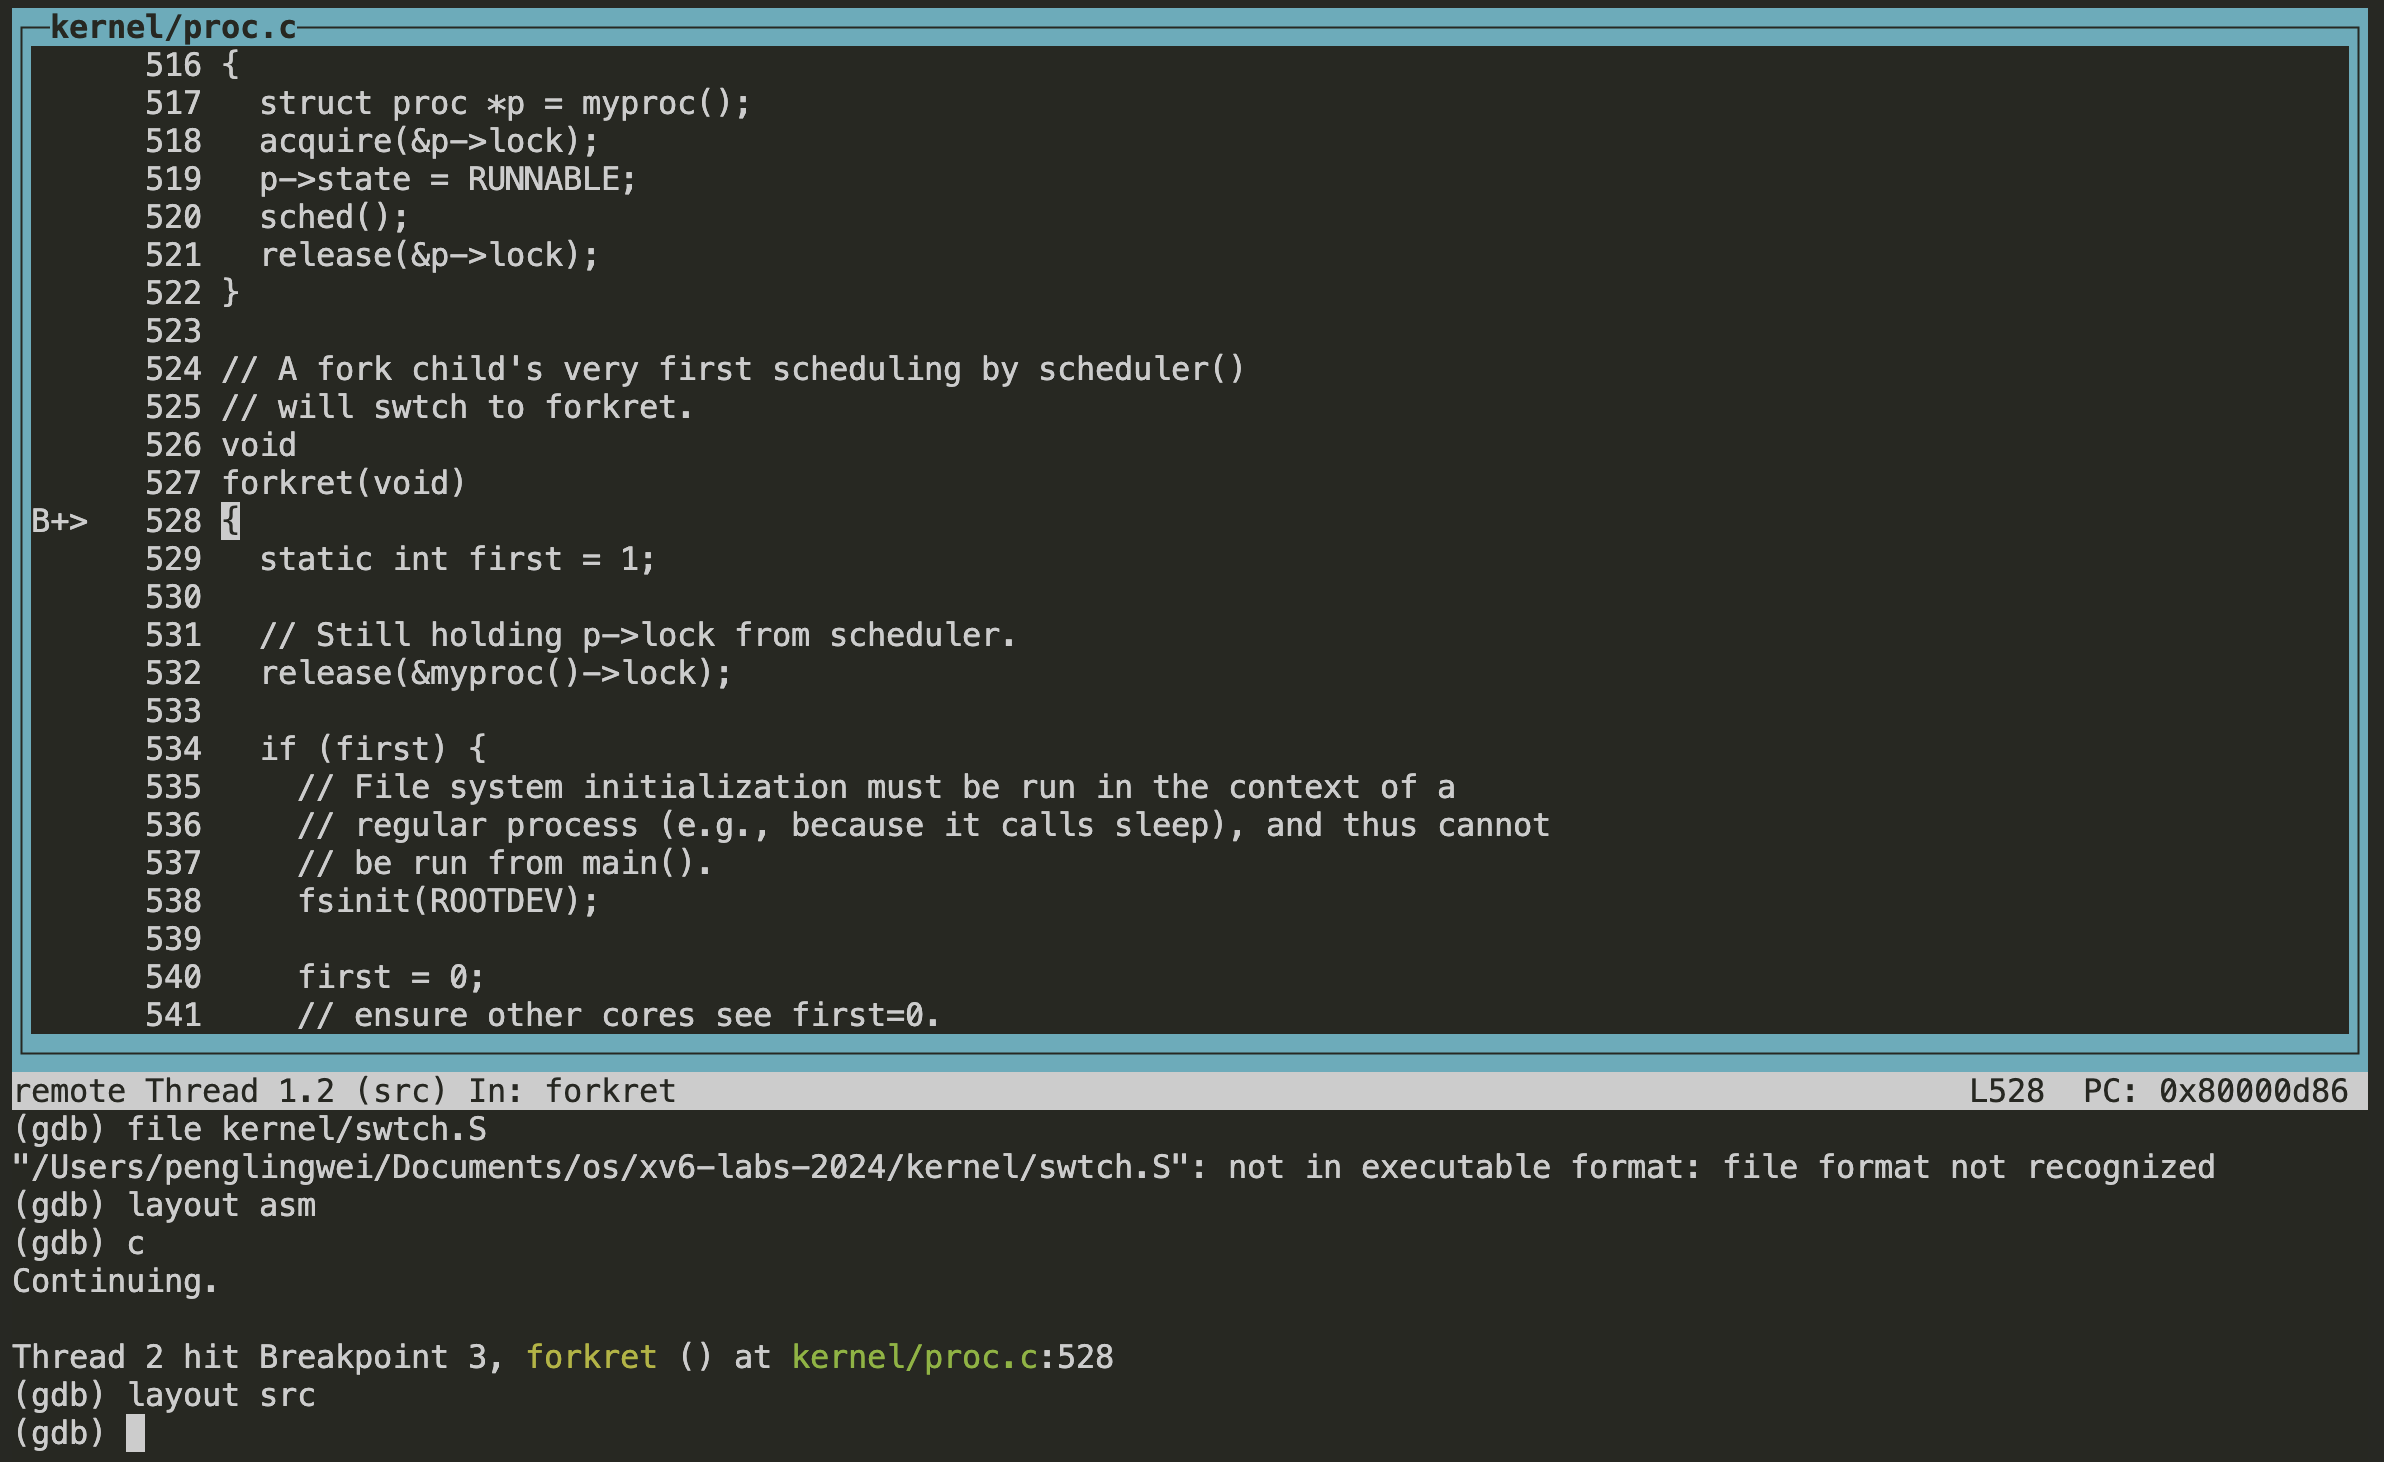 kernel/proc.c
516 {
517   struct proc *p = myproc();
518   acquire(&p->lock);
519   p->state = RUNNABLE;
520   sched();
521   release(&p->lock);
522 }
523
524 // A fork child's very first scheduling by scheduler()
525 // will swtch to forkret.
526 void
527 forkret(void)
B+> 528 {
529   static int first = 1;
530
531   // Still holding p->lock from scheduler.
532   release(&myproc()->lock);
533
534   if (first) {
535     // File system initialization must be run in the context of a
536     // regular process (e.g., because it calls sleep), and thus cannot
537     // be run from main().
538     fsinit(ROOTDEV);
539
540     first = 0;
541     // ensure other cores see first=0.
remote Thread 1.2 (src) In: forkret L528 PC: 0x80000d86
(gdb) file kernel/swtch.S
"/Users/penglingwei/Documents/os/xv6-labs-2024/kernel/swtch.S": not in executable format: file format not recognized
(gdb) layout asm
(gdb) c
Continuing.
Thread 2 hit Breakpoint 3, forkret () at kernel/proc.c:528
(gdb) layout src
(gdb)